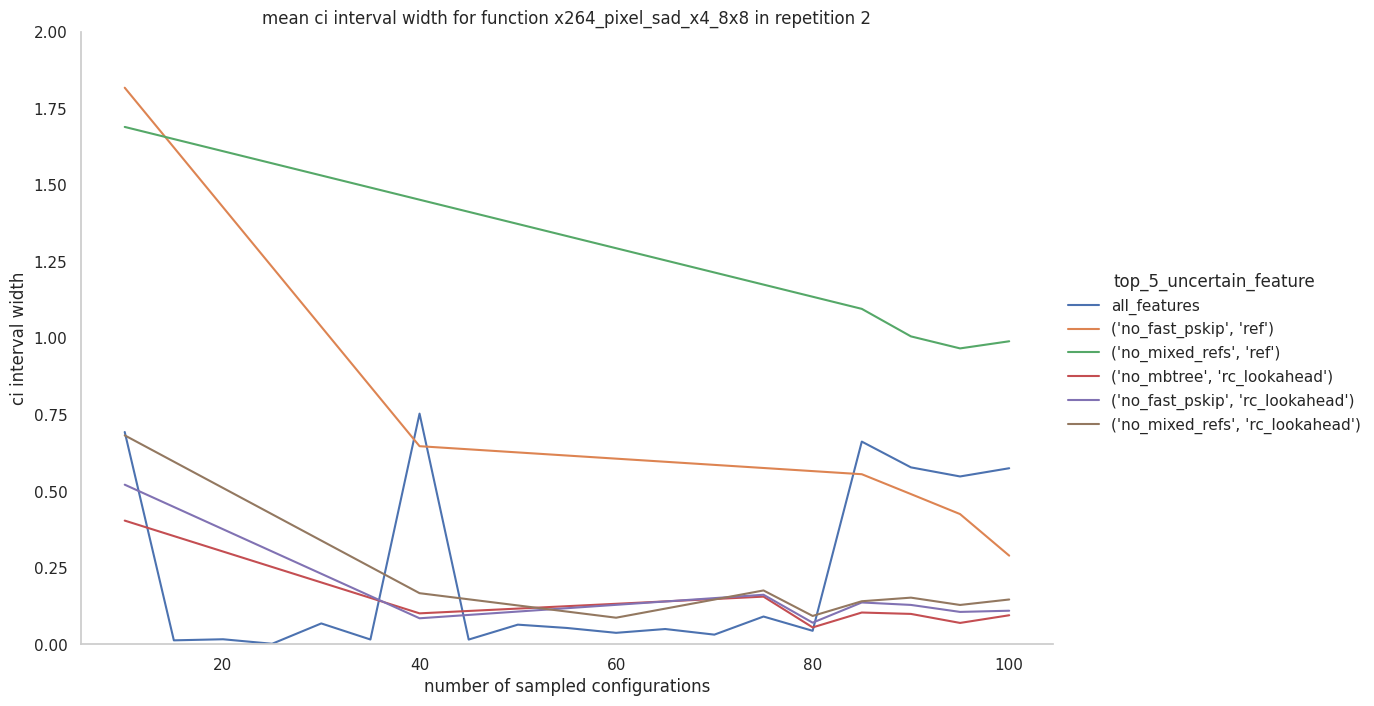 mean ci interval width for function x264_pixel_sad_x4_8x8 in repetition 2
2.00
1.75
1.50
1.25
1.00
0.75
0.50
0.25
0.00
ci interval width
20
40
60
80
100
number of sampled configurations
top_5_uncertain_feature
all_features
('no_fast_pskip', 'ref')
('no_mixed_refs', 'ref')
('no_mbtree', 'rc_lookahead')
('no_fast_pskip', 'rc_lookahead')
('no_mixed_refs', 'rc_lookahead')